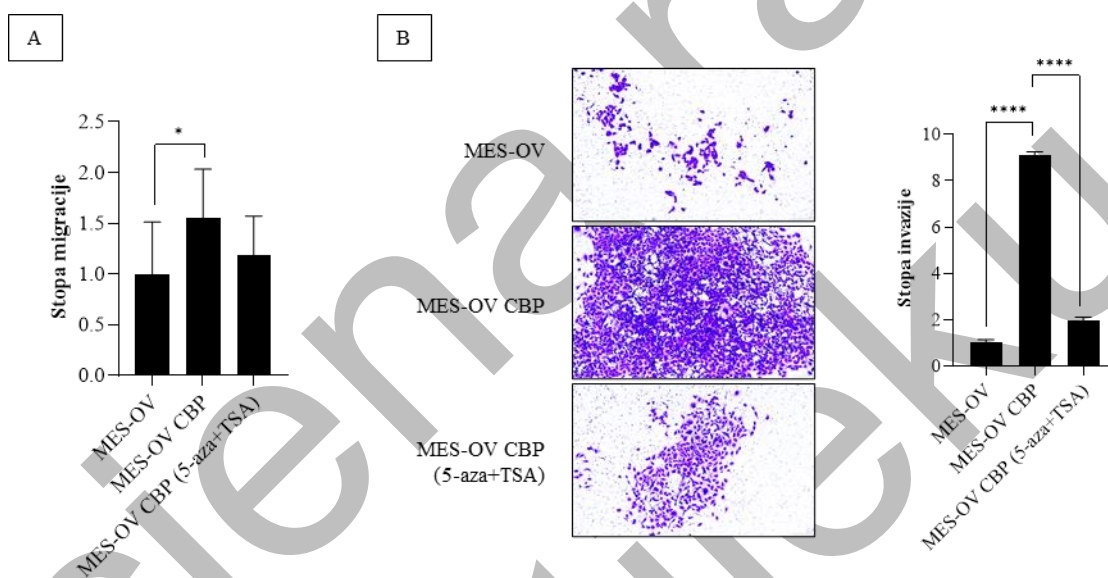 A
Stopa migracije
2.5
2.0
1.5
1.0
0.5
0.0
*
MES-OV
MES-OV CBP
MES-OV CBP (5-aza+TSA)
B
MES-OV
MES-OV CBP
MES-OV CBP
(5-aza+TSA)
Stopa invazije
10
8
6
4
2
0
****
****
MES-OV
MES-OV CBP
MES-OV CBP (5-aza+TSA)